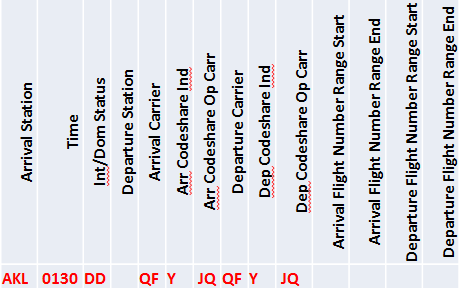 Arrival Station
Time
Int/Dom Status
Departure Station
Arrival Carrier
Arr Codeshare Ind
Arr Codeshare Op Carr
Departure Carrier
Dep Codeshare Ind
Dep Codeshare Op Carr
Arrival Flight Number Range Start
Arrival Flight Number Range End
Departure Flight Number Range Start
Departure Flight Number Range End
AKL 0130 DD QF Y JQ QF Y JQ